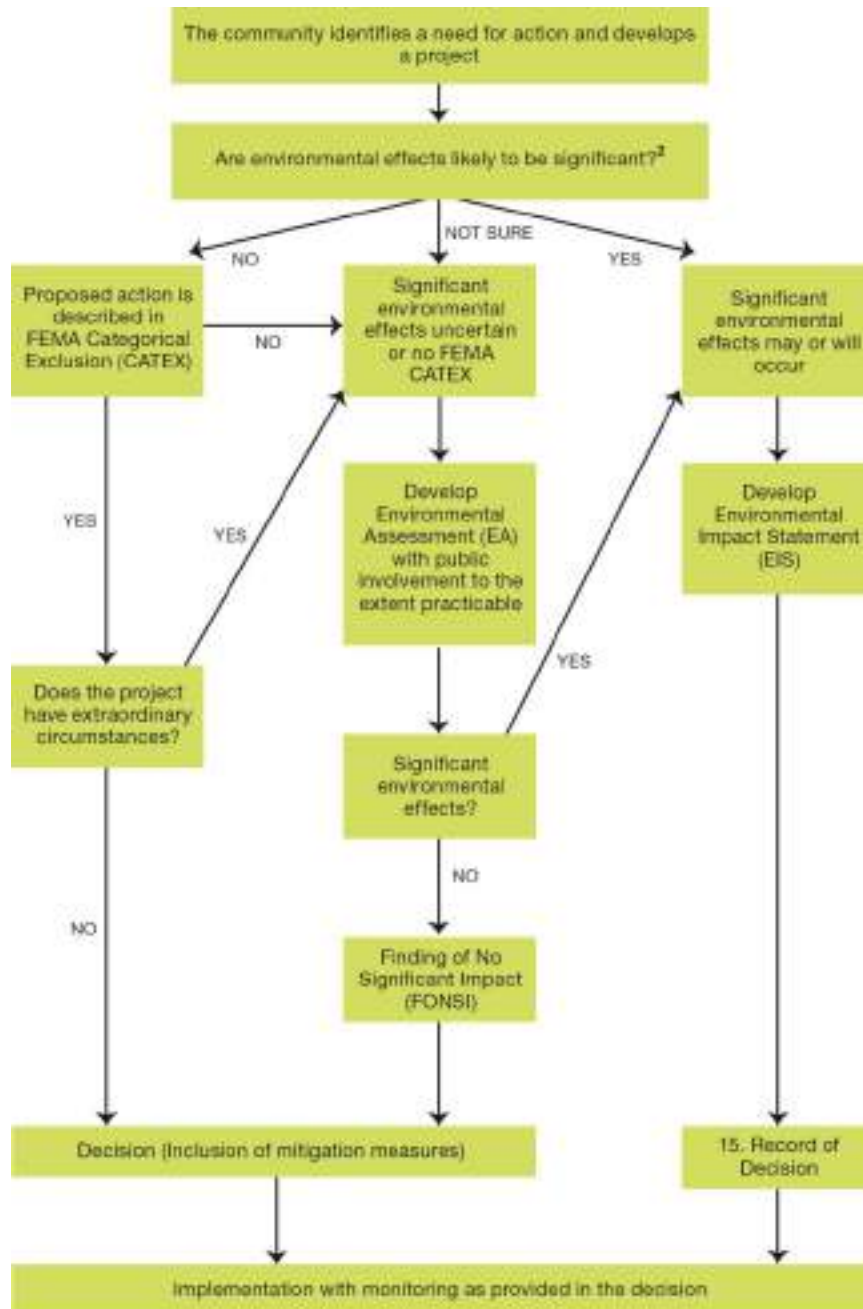 The community identifies a need for action and develops
a project
Are environmental effects likely to be significant?²
NO
NOT SURE
YES
Proposed action is
described in
FEMA Categorical
Exclusion (CATEX)
NO
Significant
environmental
effects uncertain
or no FEMA
CATEX
Significant
environmental
effects may or will
occur
YES
YES
Develop
Environmental
Assessment (EA)
with public
involvement to the
extent practicable
Develop
Environmental
Impact Statement
(EIS)
YES
Does the project
have extraordinary
circumstances?
Significant
environmental
effects?
NO
NO
Finding of No
Significant Impact
(FONSI)
Decision (Inclusion of mitigation measures)
15. Record of
Decision
Implementation with monitoring as provided in the decision